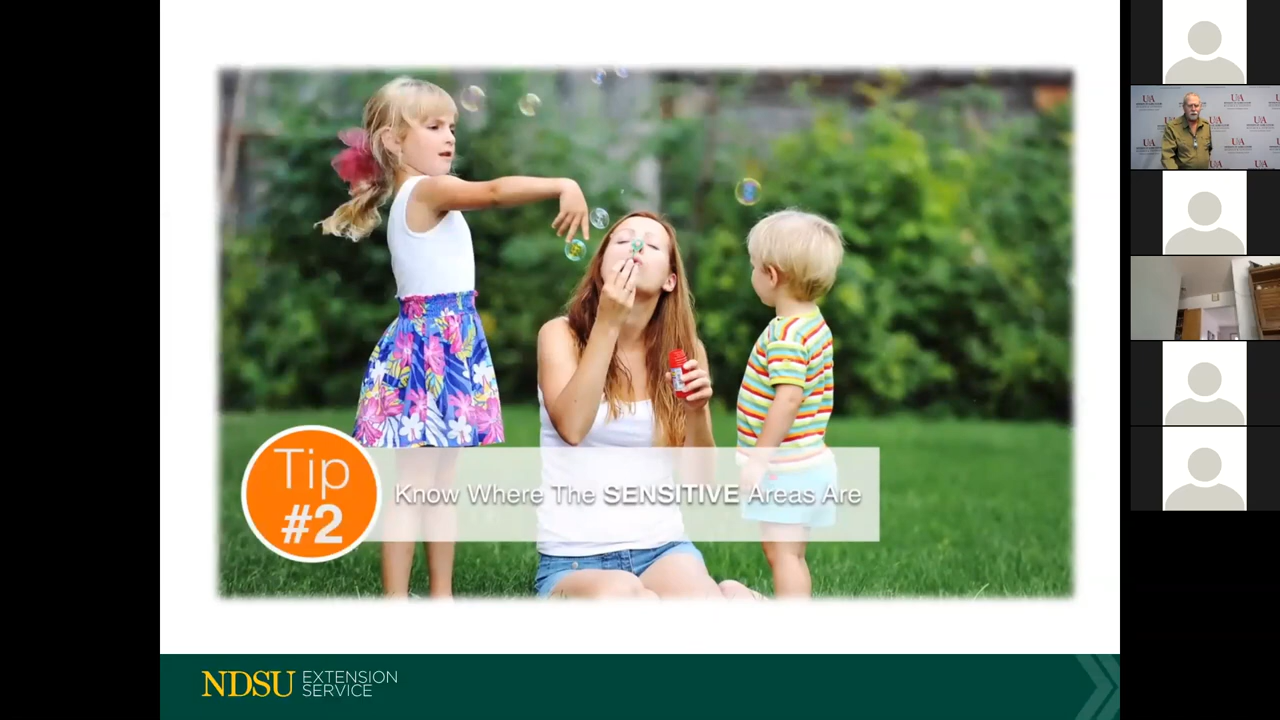 Tip
#2
Know Where The SENSITIVE Areas Are
NDSU EXTENSION
SERVICE